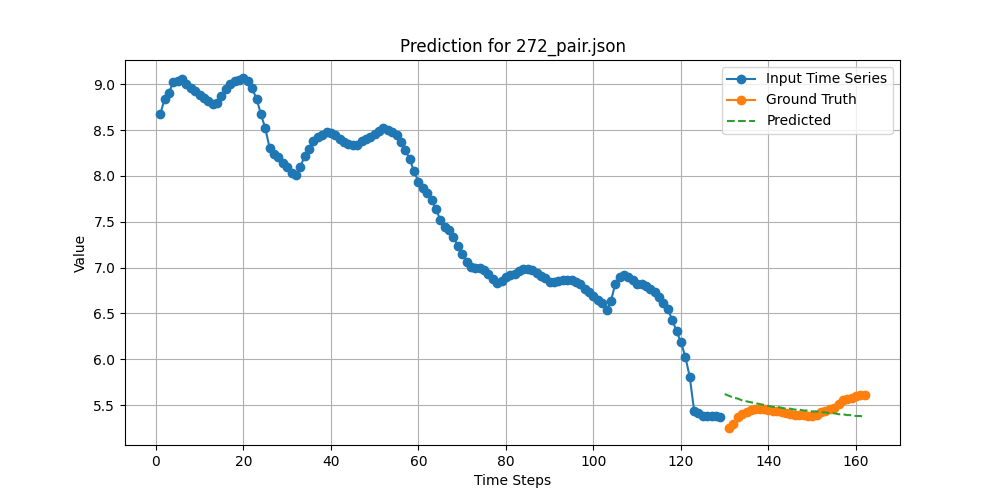 Prediction for 272_pair.json
Input Time Series
Ground Truth
Predicted
Value
9.0
8.5
8.0
7.5
7.0
6.5
6.0
5.5
0 20 40 60 80 100 120 140 160
Time Steps